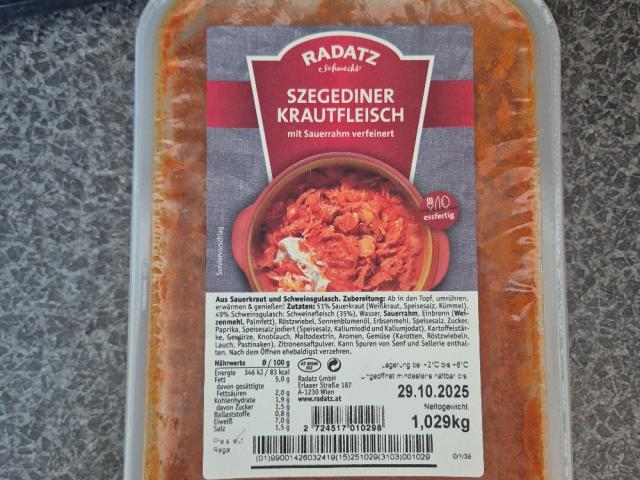 RADATZ
schmeckt
SZEGEDINER
KRAUTFLEISCH
mit Sauerrahm verfeinert
essfertig
Serviervorschlag
Aus Sauerkraut und Schweinsgulasch. Zubereitung: Ab in den Topf, umrühren,
erwärmen & genießen! Zutaten: 51% Sauerkraut (Weißkraut, Speisesalz, Kümmel),
49% Schweinsgulasch: Schweinefleisch (35%), Wasser, Sauerrahm, Einbrenn (Wei-
zenmehl, Palmfett), Röstzwiebel, Sonnenblumenöl, Erbsenmehl, Speisesalz, Zucker,
Paprika, Speisesalz jodiert (Speisesalz, Kaliumiodid und Kaliumjodat), Kartoffelstär-
ke, Gewürze, Knoblauch, Maltodextrin, Aromen, Gemüse (Karotten, Röstzwiebeln,
Lauch, Pastinaken), Zitronensaftpulver. Kann Spuren von Senf und Sellerie enthal-
ten. Nach dem Öffnen ehebaldigst verzehren.
Nährwerte Ø/100 g
Energie 346 kJ / 83 kcal
Fett 5,0 g
davon gesättigte
Fettsäuren 2,0 g
Kohlenhydrate 1,9 g
davon Zucker 1,5 g
Ballaststoffe 0,8 g
Eiweiß 7,0 g
Salz 1,5 g
Radatz GmbH
Erlaaer Straße 187
A-1230 Wien
www.radatz.at
Lagerung bei +2°C bis +6°C
ungeöffnet mindestens haltbar bis
29.10.2025
Nettogewicht:
1,029kg
2 724517 010298
(01)99001426032419(15)251029(3103)001029
0/1/38